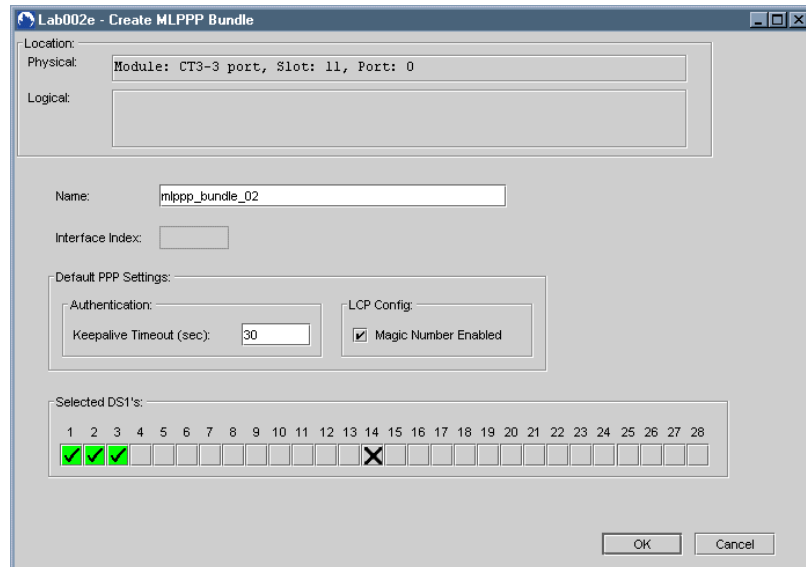 Lab002e - Create MLPPP Bundle
Location:
Physical:
Module: CT3-3 port, Slot: 11, Port: 0
Logical:
Name:
mlppp_bundle_02
Interface Index:
Default PPP Settings:
Authentication:
Keepalive Timeout (sec):
30
LCP Config:
Magic Number Enabled
Selected DS1's:
1 2 3 4 5 6 7 8 9 10 11 12 13 14 15 16 17 18 19 20 21 22 23 24 25 26 27 28
OK
Cancel